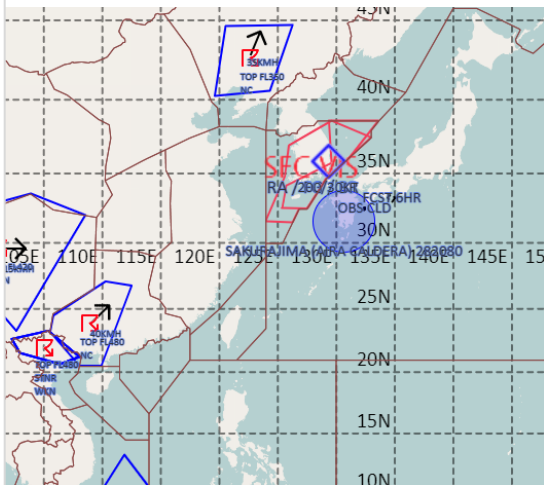 45N
35KMH
TOP FL360
NC
40N
35N
SFC VIS
FCST 6HR
OBS CLD
30N
SAKURAJIMA (AIRA CALDERA) 282080
105E 110E 115E 120E 125E 130E 135E 140E 145E
25N
40KMH
TOP FL480
NC
TOP FL480
STNR
WKN
20N
15N
10N